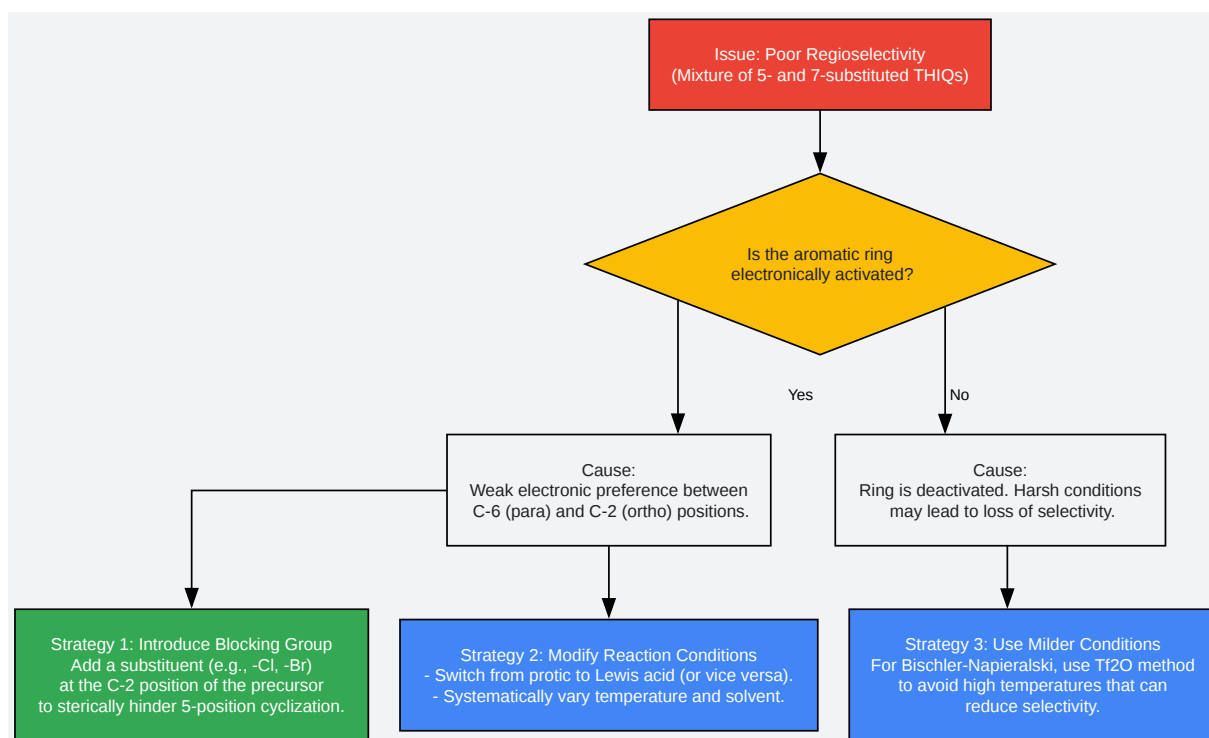 Issue: Poor Regioselectivity
(Mixture of 5- and 7-substituted THIQs)
Is the aromatic ring
electronically activated?
Yes
No
Cause:
Weak electronic preference between
C-6 (para) and C-2 (ortho) positions.
Cause:
Ring is deactivated. Harsh conditions
may lead to loss of selectivity.
Strategy 1: Introduce Blocking Group
Add a substituent (e.g., -Cl, -Br)
at the C-2 position of the precursor
to sterically hinder 5-position cyclization.
Strategy 2: Modify Reaction Conditions
- Switch from protic to Lewis acid (or vice versa).
- Systematically vary temperature and solvent.
Strategy 3: Use Milder Conditions
For Bischler-Napieralski, use Tf2O method
to avoid high temperatures that can
reduce selectivity.